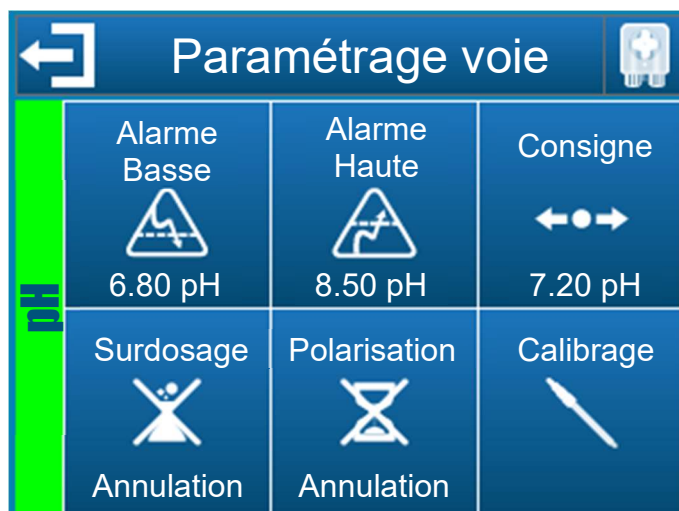 Paramétrage voie
pH
Alarme
Basse
6.80 pH
Alarme
Haute
8.50 pH
Consigne
7.20 pH
Surdosage
Annulation
Polarisation
Annulation
Calibrage